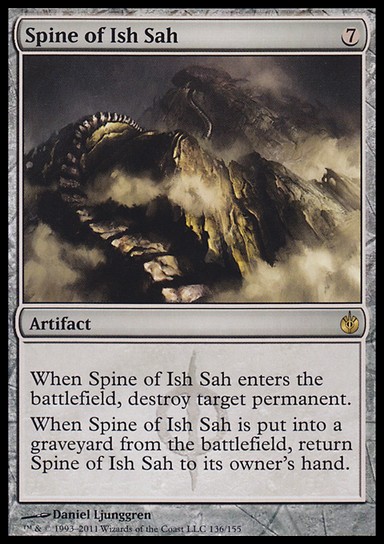 Spine of Ish Sah 7
Artifact
When Spine of Ish Sah enters the
battlefield, destroy target permanent.
When Spine of Ish Sah is put into a
graveyard from the battlefield, return
Spine of Ish Sah to its owner's hand.
Daniel Ljunggren
™ & © 1993–2011 Wizards of the Coast LLC 136/155